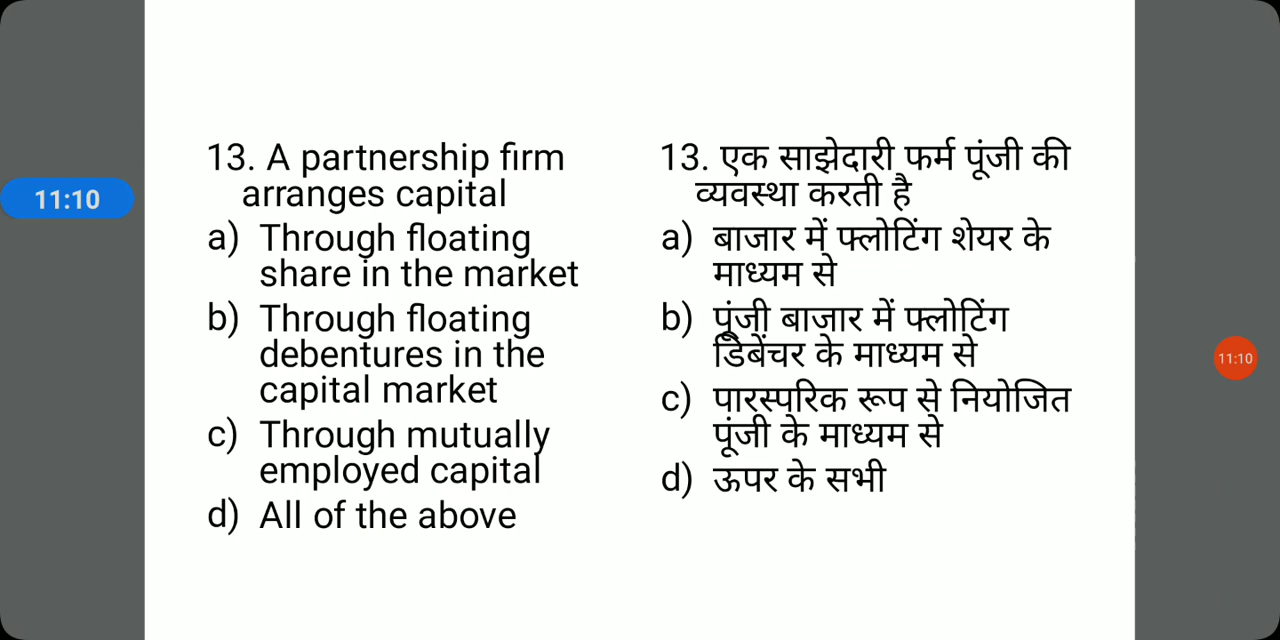 13. A partnership firm
arranges capital
a) Through floating
share in the market
b) Through floating
debentures in the
capital market
c) Through mutually
employed capital
d) All of the above
13. एक साझेदारी फर्म पूंजी की
व्यवस्था करती है
a) बाजार में फ्लोटिंग शेयर के
माध्यम से
b) पूंजी बाजार में फ्लोटिंग
डिबेंचर के माध्यम से
c) पारस्परिक रूप से नियोजित
पूंजी के माध्यम से
d) ऊपर के सभी
11:10
11:10